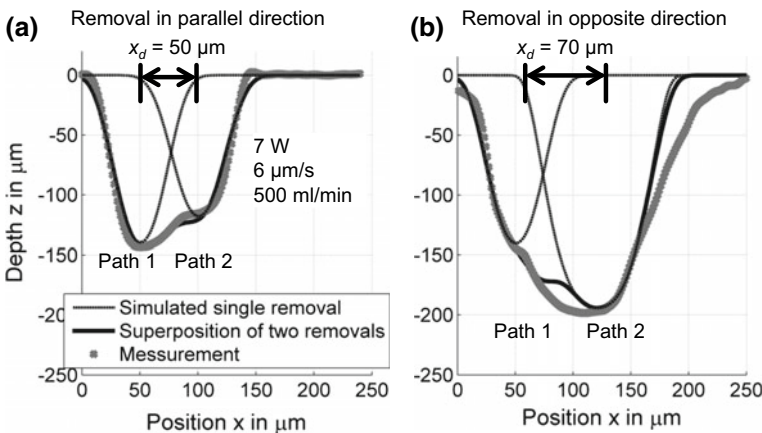 Removal in parallel direction
(a)
x_d = 50 µm
0
-50
-100
-150
-200
-250
Depth z in µm
7 W
6 µm/s
500 ml/min
Path 1
Path 2
Simulated single removal
Superposition of two removals
Messurement
0 50 100 150 200 250
Position x in µm
Removal in opposite direction
(b)
x_d = 70 µm
0
-50
-100
-150
-200
-250
Path 1
Path 2
0 50 100 150 200 250
Position x in µm